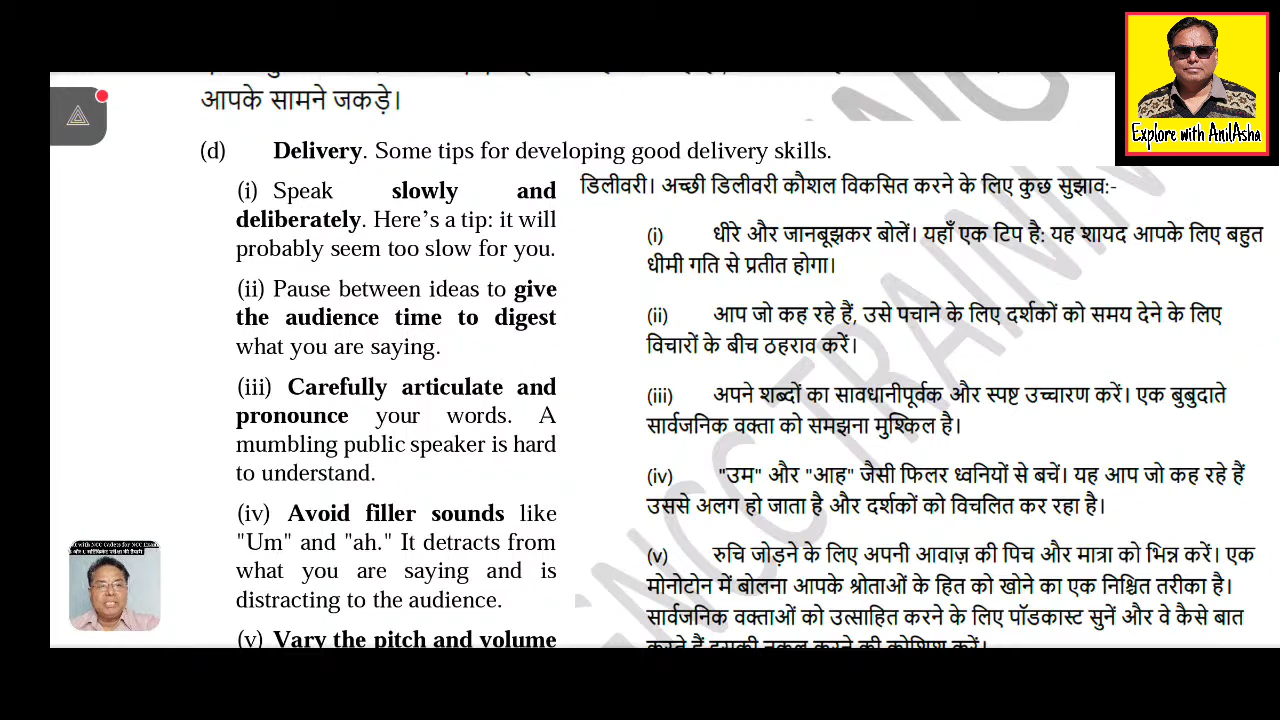 आपके सामने जकड़े।
(d) Delivery. Some tips for developing good delivery skills.
(i) Speak slowly and
deliberately. Here’s a tip: it will
probably seem too slow for you.
(ii) Pause between ideas to give
the audience time to digest
what you are saying.
(iii) Carefully articulate and
pronounce your words. A
mumbling public speaker is hard
to understand.
(iv) Avoid filler sounds like
"Um" and "ah." It detracts from
what you are saying and is
distracting to the audience.
(v) Vary the pitch and volume
डिलीवरी। अच्छी डिलीवरी कौशल विकसित करने के लिए कुछ सुझाव:-
(i) धीरे और जानबूझकर बोलें। यहाँ एक टिप है: यह शायद आपके लिए बहुत
धीमी गति से प्रतीत होगा।
(ii) आप जो कह रहे हैं, उसे पचाने के लिए दर्शकों को समय देने के लिए
विचारों के बीच ठहराव करें।
(iii) अपने शब्दों का सावधानीपूर्वक और स्पष्ट उच्चारण करें। एक बुबुदाते
सार्वजनिक वक्ता को समझना मुश्किल है।
(iv) "उम" और "आह" जैसी फिलर ध्वनियों से बचें। यह आप जो कह रहे हैं
उससे अलग हो जाता है और दर्शकों को विचलित कर रहा है।
(v) रुचि जोड़ने के लिए अपनी आवाज़ की पिच और मात्रा को भिन्न करें। एक
मोनोटोन में बोलना आपके श्रोताओं के हित को खोने का एक निश्चित तरीका है।
सार्वजनिक वक्ताओं को उत्साहित करने के लिए पॉडकास्ट सुनें और वे कैसे बात
करते हैं इसकी नकल करने की कोशिश करें।
Explore with AnilAsha
NCC TRAINING